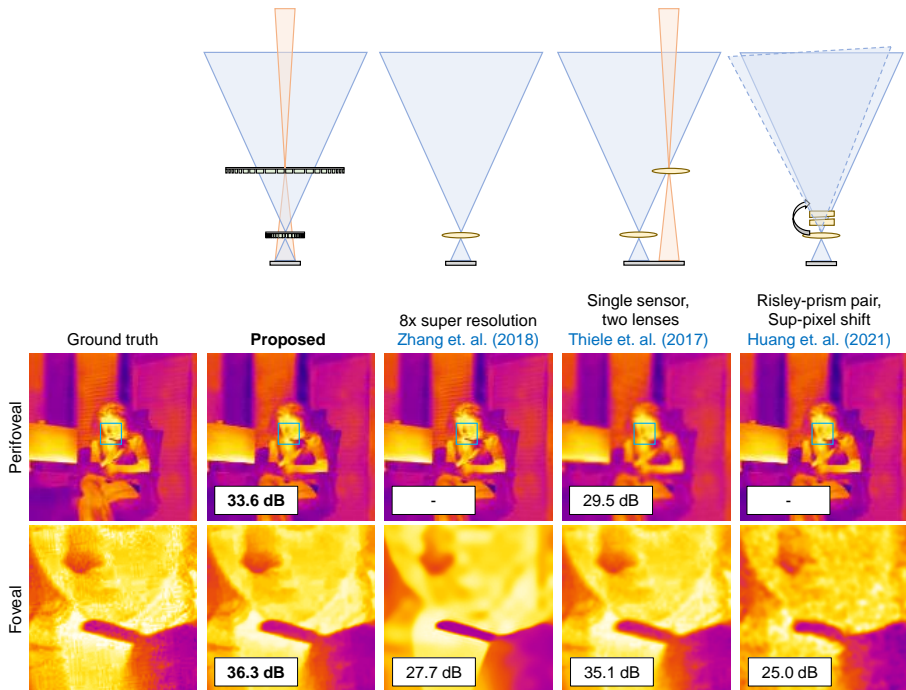 Ground truth
Proposed
8x super resolution
Zhang et. al. (2018)
Single sensor,
two lenses
Thiele et. al. (2017)
Risley-prism pair,
Sup-pixel shift
Huang et. al. (2021)
Perifoveal
33.6 dB
-
29.5 dB
-
Foveal
36.3 dB
27.7 dB
35.1 dB
25.0 dB